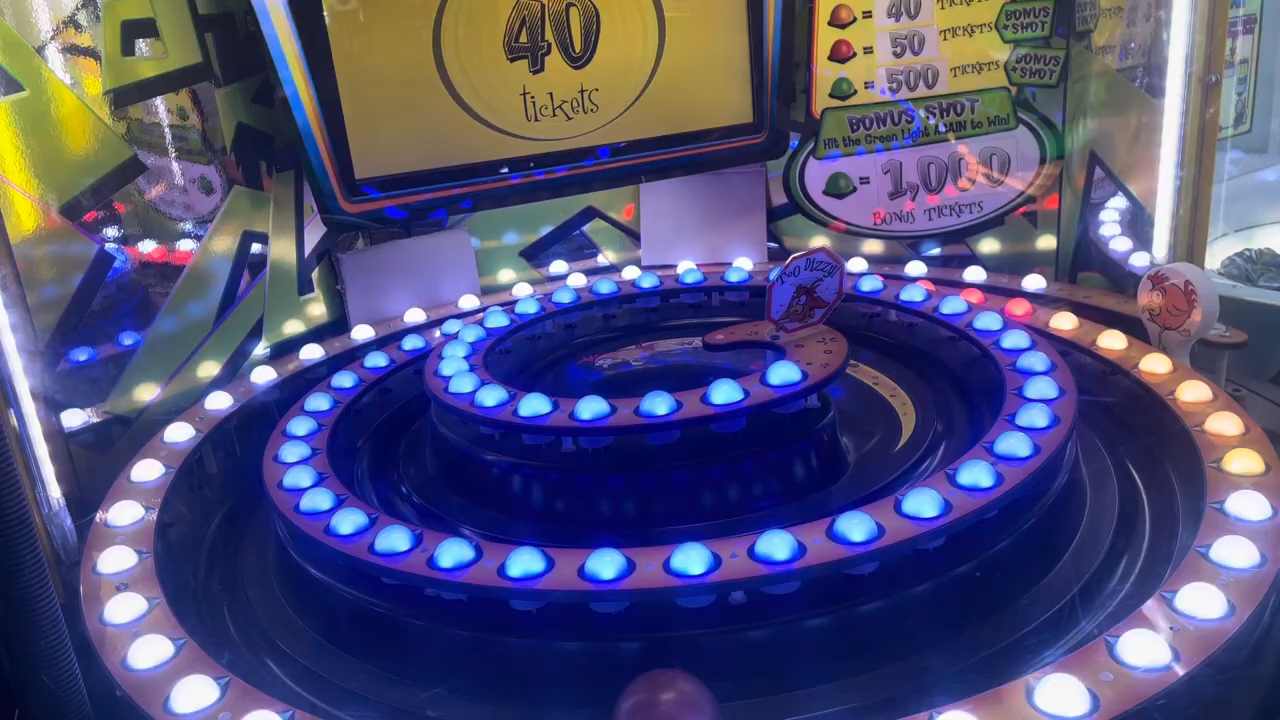 40
tickets
= 40 TICKETS
BONUS SHOT
= 50 TICKETS
BONUS SHOT
= 500 TICKETS
BONUS SHOT
Hit the Green Light AGAIN to Win!
= 1,000
BONUS TICKETS
TOO DIZZY!